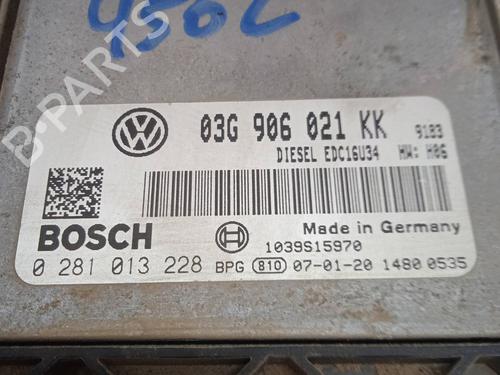 456L
03G 906 021 KK 9183
DIESEL EDC16U34 HW: H06
Made in Germany
BOSCH 1039S15970
0 281 013 228 BPG 810 07-01-20 1480 0535
B-PARTS